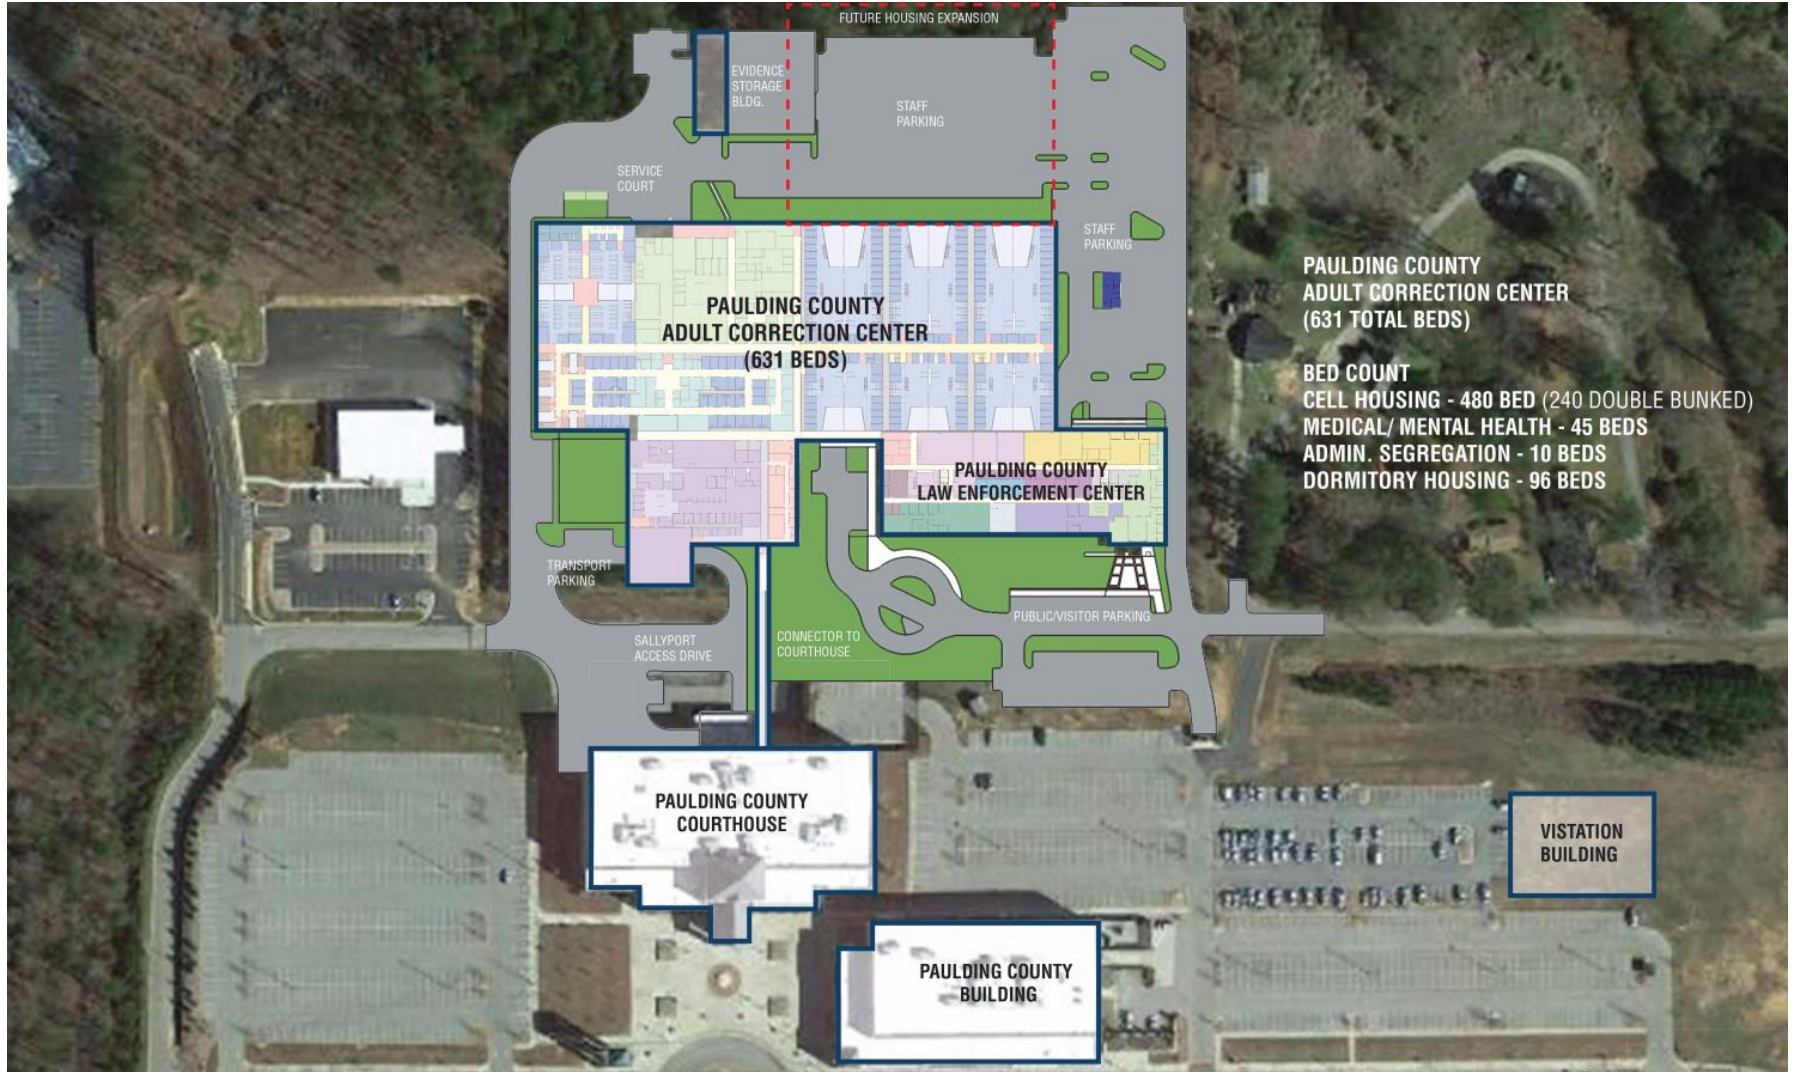 FUTURE HOUSING EXPANSION
EVIDENCE
STORAGE
BLDG.
STAFF
PARKING
SERVICE
COURT
STAFF
PARKING
PAULDING COUNTY
ADULT CORRECTION CENTER
(631 BEDS)
PAULDING COUNTY
ADULT CORRECTION CENTER
(631 TOTAL BEDS)
BED COUNT
CELL HOUSING - 480 BED (240 DOUBLE BUNKED)
MEDICAL/ MENTAL HEALTH - 45 BEDS
ADMIN. SEGREGATION - 10 BEDS
DORMITORY HOUSING - 96 BEDS
PAULDING COUNTY
LAW ENFORCEMENT CENTER
TRANSPORT
PARKING
PUBLIC/VISITOR PARKING
SALLYPORT
ACCESS DRIVE
CONNECTOR TO
COURTHOUSE
PAULDING COUNTY
COURTHOUSE
VISTATION
BUILDING
PAULDING COUNTY
BUILDING